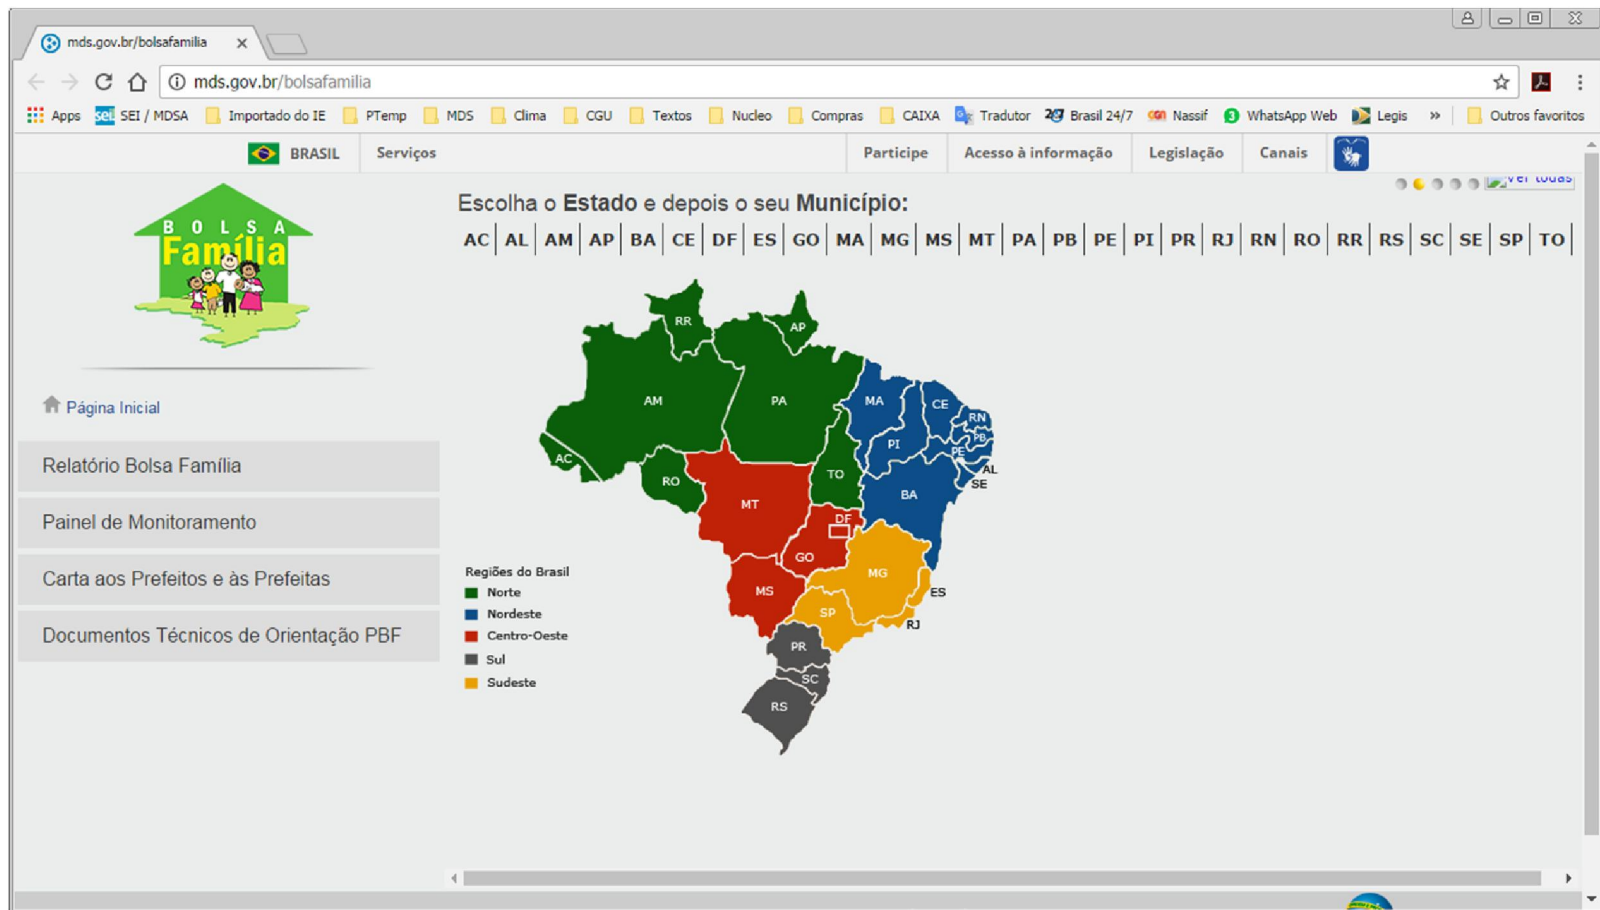 mds.gov.br/bolsafamilia
mds.gov.br/bolsafamilia
Apps sei! SEI / MDSA Importado do IE PTemp MDS Clima CGU Textos Nucleo Compras CAIXA Tradutor 247 Brasil 24/7 Nassif 3 WhatsApp Web Legis » Outros favoritos
BRASIL Serviços Participe Acesso à informação Legislação Canais
Ver todas
BOLSA
Família
Escolha o Estado e depois o seu Município:
AC AL AM AP BA CE DF ES GO MA MG MS MT PA PB PE PI PR RJ RN RO RR RS SC SE SP TO
Página Inicial
Relatório Bolsa Família
Painel de Monitoramento
Carta aos Prefeitos e às Prefeitas
Documentos Técnicos de Orientação PBF
RR
AP
AM
PA
MA
CE
RN
PB
PI
PE
AC
AL
RO
TO
SE
MT
BA
DF
GO
MG
MS
ES
SP
RJ
PR
SC
RS
Regiões do Brasil
Norte
Nordeste
Centro-Oeste
Sul
Sudeste